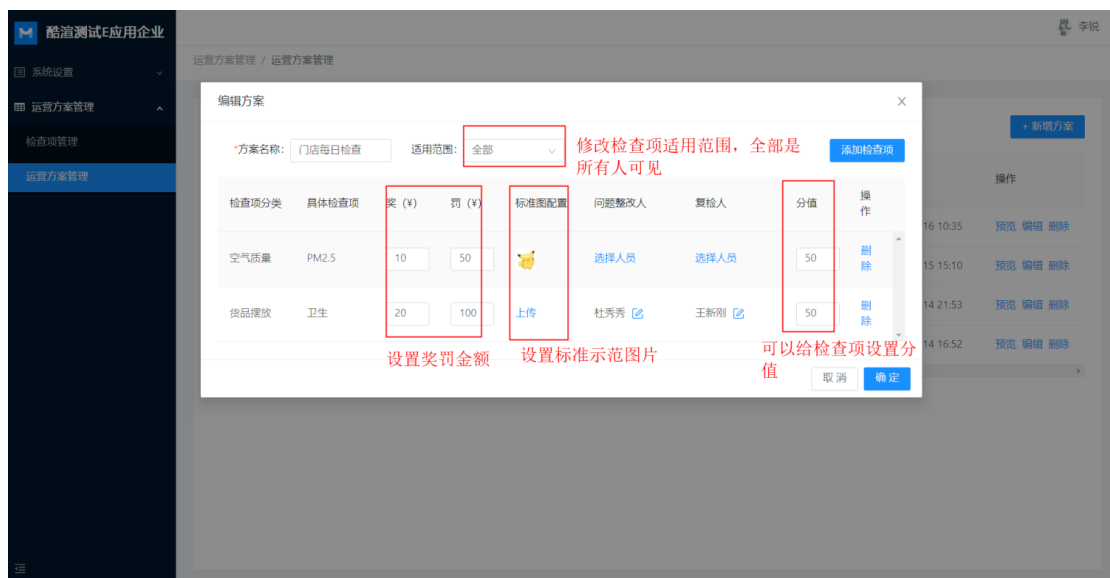 酷渲测试E应用企业
李锐
系统设置
运营方案管理
检查项管理
运营方案管理
运营方案管理 / 运营方案管理
+ 新增方案
操作
16 10:35 预览 编辑 删除
15 15:10 预览 编辑 删除
14 21:53 预览 编辑 删除
14 16:52 预览 编辑 删除
编辑方案
*方案名称: 门店每日检查 适用范围: 全部
修改检查项适用范围，全部是
所有人可见
添加检查项
检查项分类 具体检查项 奖（¥） 罚（¥） 标准图配置 问题整改人 复检人 分值 操
作
空气质量 PM2.5 10 50 选择人员 选择人员 50 删
除
货品摆放 卫生 20 100 上传 杜秀秀 王新刚 50 删
除
设置奖罚金额
设置标准示范图片
可以给检查项设置分
值
取消 确定